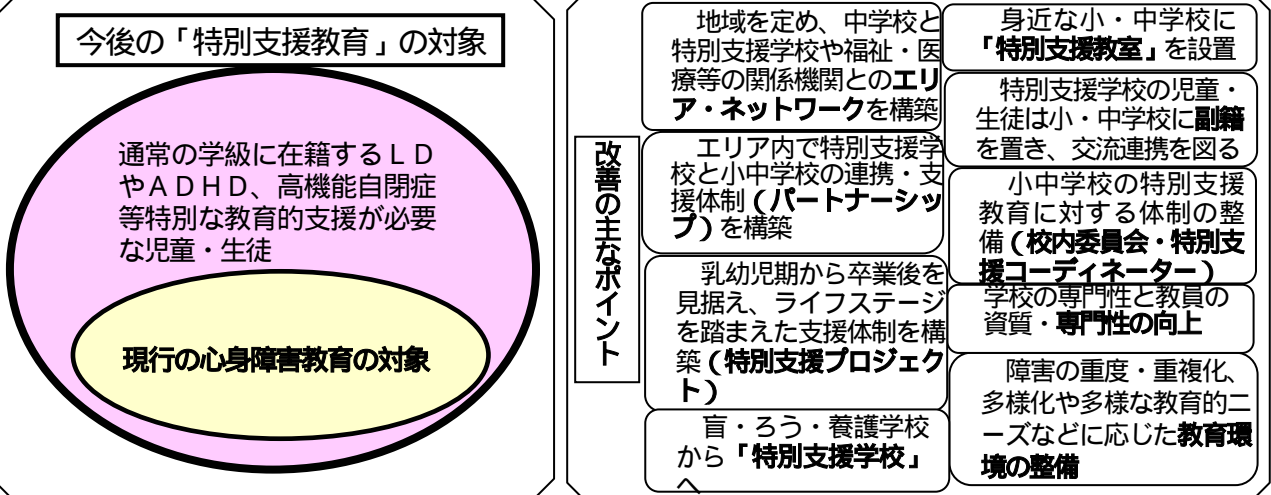 今後の「特別支援教育」の対象
通常の学級に在籍するＬＤ
やＡＤＨＤ、高機能自閉症
等特別な教育的支援が必要
な児童・生徒
現行の心身障害教育の対象
改善の主なポイント
地域を定め、中学校と
特別支援学校や福祉・医
療等の関係機関とのエリ
ア・ネットワークを構築
エリア内で特別支援学
校と小中学校の連携・支
援体制（パートナーシッ
プ）を構築
乳幼児期から卒業後を
見据え、ライフステージ
を踏まえた支援体制を構
築（特別支援プロジェク
ト）
盲・ろう・養護学校
から「特別支援学校」
へ
身近な小・中学校に
「特別支援教室」を設置
特別支援学校の児童・
生徒は小・中学校に副籍
を置き、交流連携を図る
小中学校の特別支援
教育に対する体制の整
備（校内委員会・特別支
援コーディネーター）
学校の専門性と教員の
資質・専門性の向上
障害の重度・重複化、
多様化や多様な教育的ニ
ーズなどに応じた教育環
境の整備